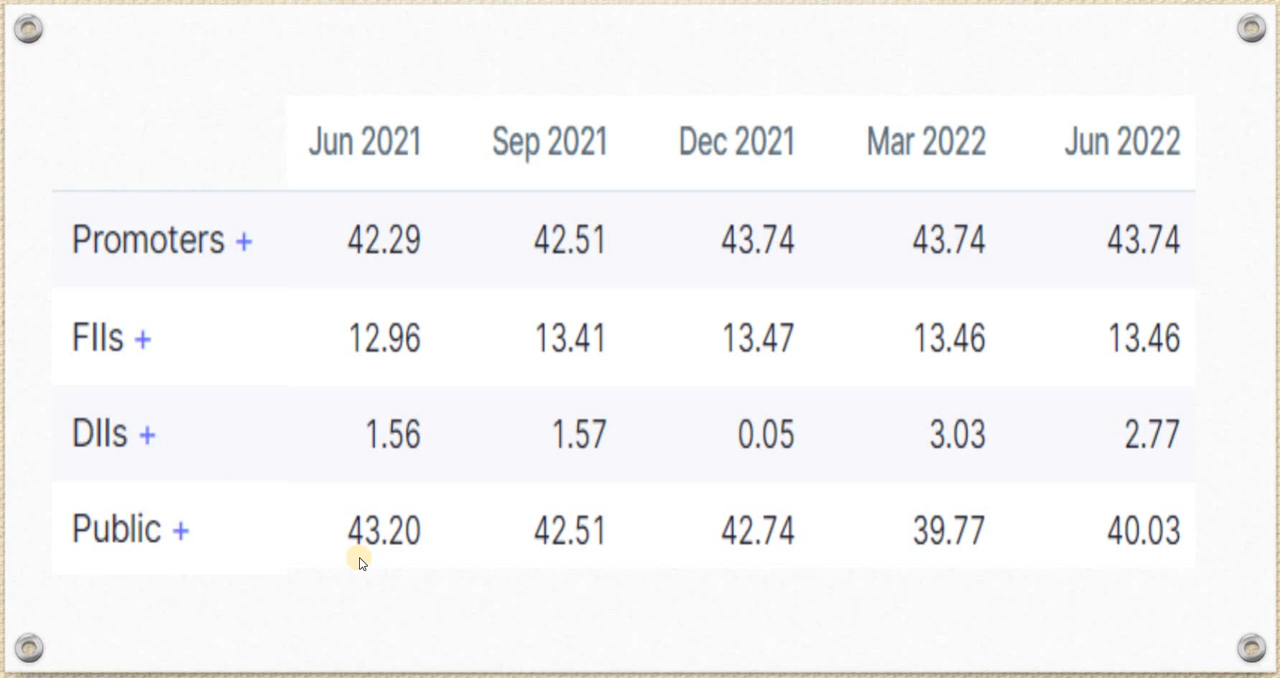 Jun 2021 Sep 2021 Dec 2021 Mar 2022 Jun 2022
Promoters + 42.29 42.51 43.74 43.74 43.74
FIIs + 12.96 13.41 13.47 13.46 13.46
DIIs + 1.56 1.57 0.05 3.03 2.77
Public + 43.20 42.51 42.74 39.77 40.03